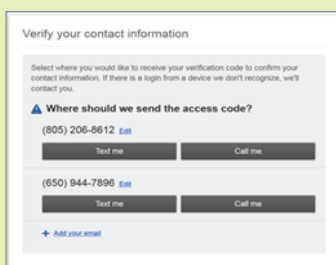 Verify your contact information
Select where you would like to receive your verification code to confirm your
contact information. If there is a login from a device we don't recognize, we'll
contact you.
Where should we send the access code?
(805) 206-8612 Edit
Text me Call me
(650) 944-7896 Edit
Text me Call me
+ Add your email